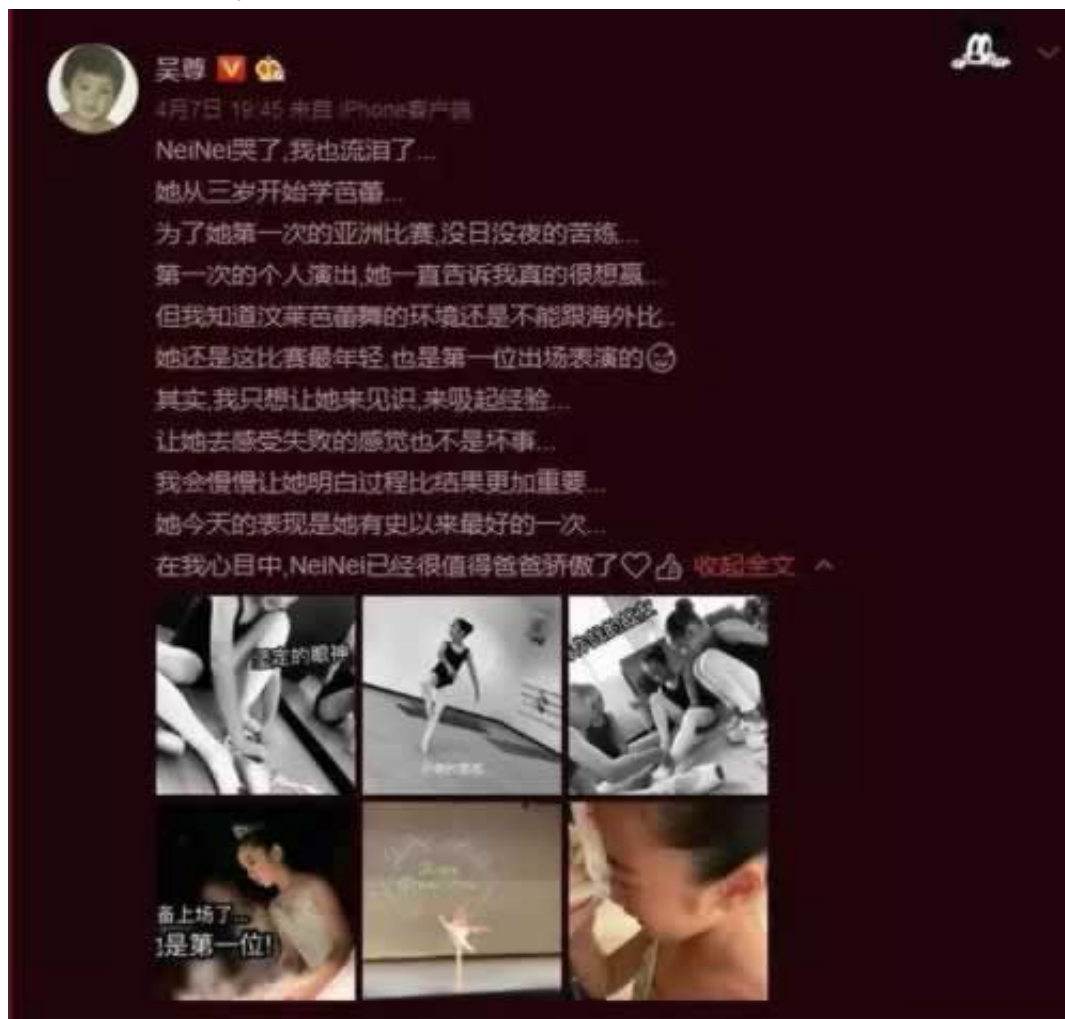 吴尊
4月7日 19:45 来自 iPhone客户端
NeiNei哭了,我也流泪了...
她从三岁开始学芭蕾...
为了她第一次的亚洲比赛,没日没夜的苦练...
第一次的个人演出,她一直告诉我真的很想赢...
但我知道汶莱芭蕾舞的环境还是不能跟海外比..
她还是这比赛最年轻,也是第一位出场表演的
其实,我只想让她来见识,来吸起经验...
让她去感受失败的感觉也不是坏事...
我会慢慢让她明白过程比结果更加重要...
她今天的表现是她有史以来最好的一次...
在我心目中,NeiNei已经很值得爸爸骄傲了♡ 收起全文
坚定的眼神
备上场了...
是第一位!